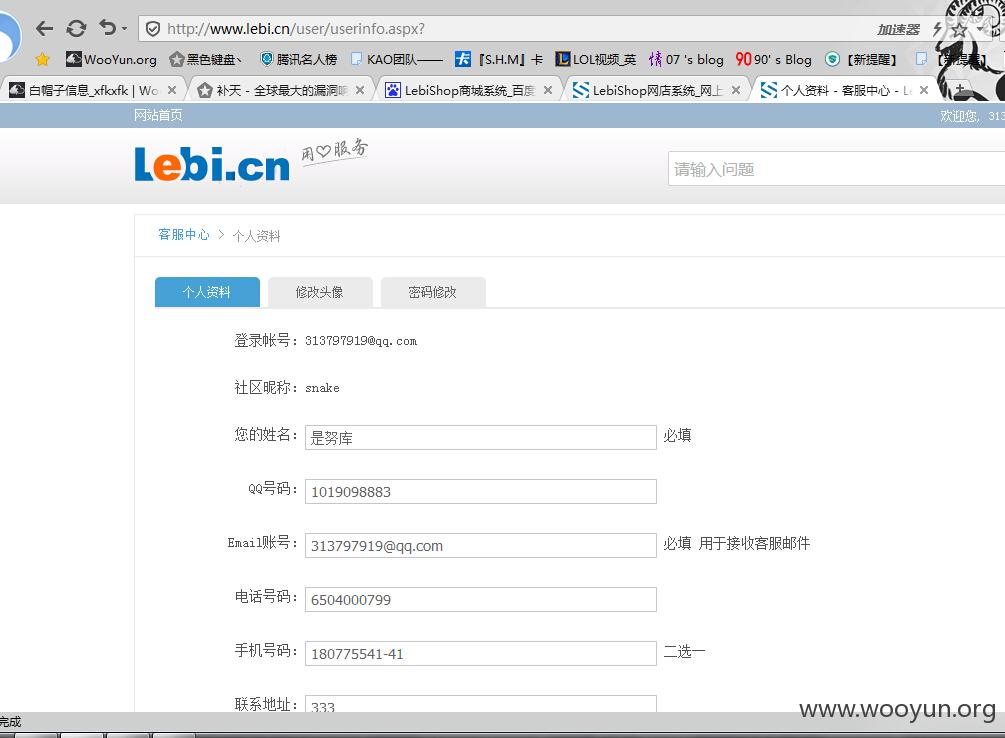 http://www.lebi.cn/user/userinfo.aspx? 加速器
WooYun.org 黑色键盘丶 腾讯名人榜 KAO团队—— 『S.H.M』卡 LOL视频_英 情 07 's blog 90 90' s Blog 【新提醒】
白帽子信息_xfkxfk | Wo 补天 - 全球最大的漏洞响 LebiShop商城系统_百度 LebiShop网店系统_网上 个人资料 - 客服中心 - Le
网站首页 欢迎您, 313
Lebi.cn 用♡服务
请输入问题
客服中心 > 个人资料
个人资料 修改头像 密码修改
登录帐号: 313797919@qq.com
社区昵称: snake
您的姓名: 是努库 必填
QQ号码: 1019098883
Email账号: 313797919@qq.com 必填 用于接收客服邮件
电话号码: 6504000799
手机号码: 180775541-41 二选一
联系地址: 333
www.wooyun.org
完成